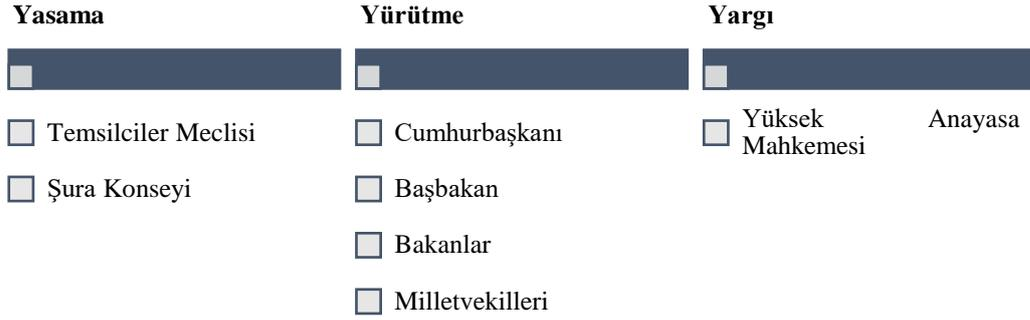 Yasama
Temsilciler Meclisi
Şura Konseyi
Yürütme
Cumhurbaşkanı
Başbakan
Bakanlar
Milletvekilleri
Yargı
Yüksek Anayasa
Mahkemesi